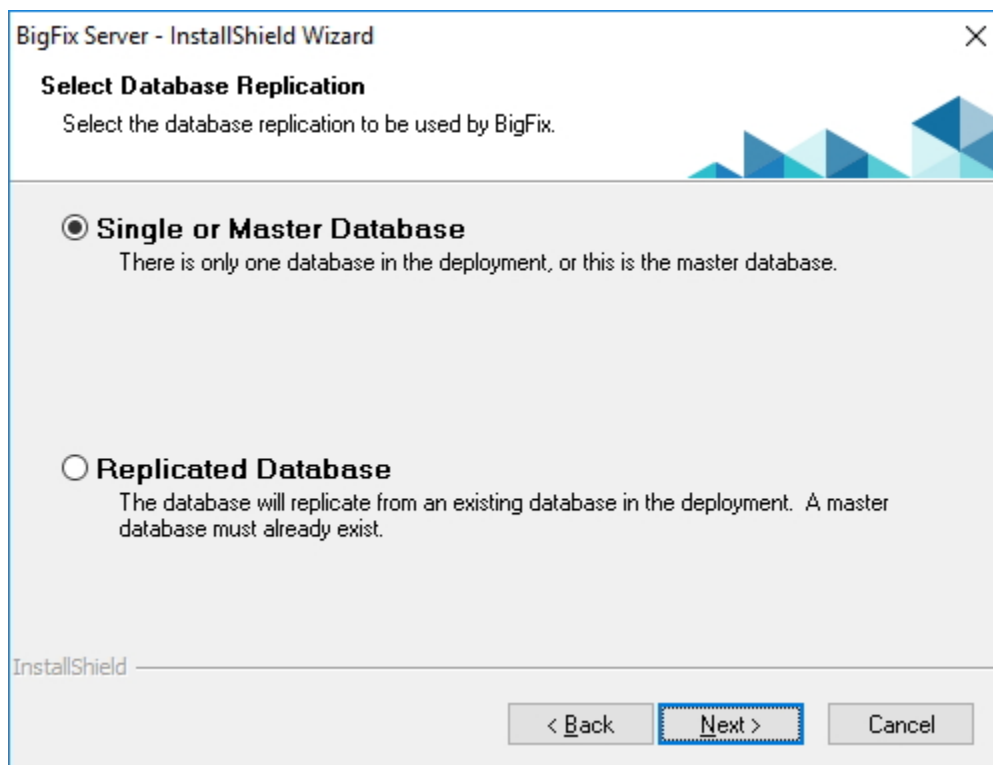 BigFix Server - InstallShield Wizard
Select Database Replication
Select the database replication to be used by BigFix.
Single or Master Database
There is only one database in the deployment, or this is the master database.
Replicated Database
The database will replicate from an existing database in the deployment.  A master
database must already exist.
InstallShield
< Back
Next >
Cancel